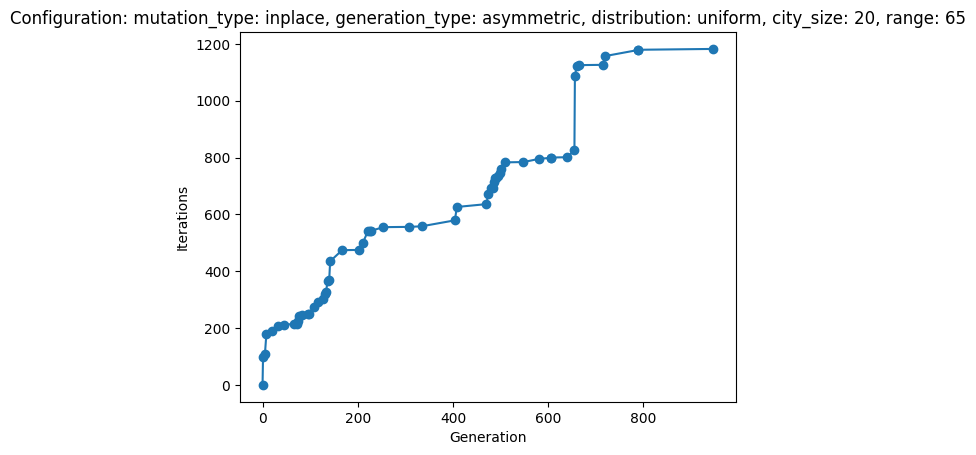 Configuration: mutation_type: inplace, generation_type: asymmetric, distribution: uniform, city_size: 20, range: 65
1200
1000
800
600
400
200
0
Iterations
0 200 400 600 800
Generation